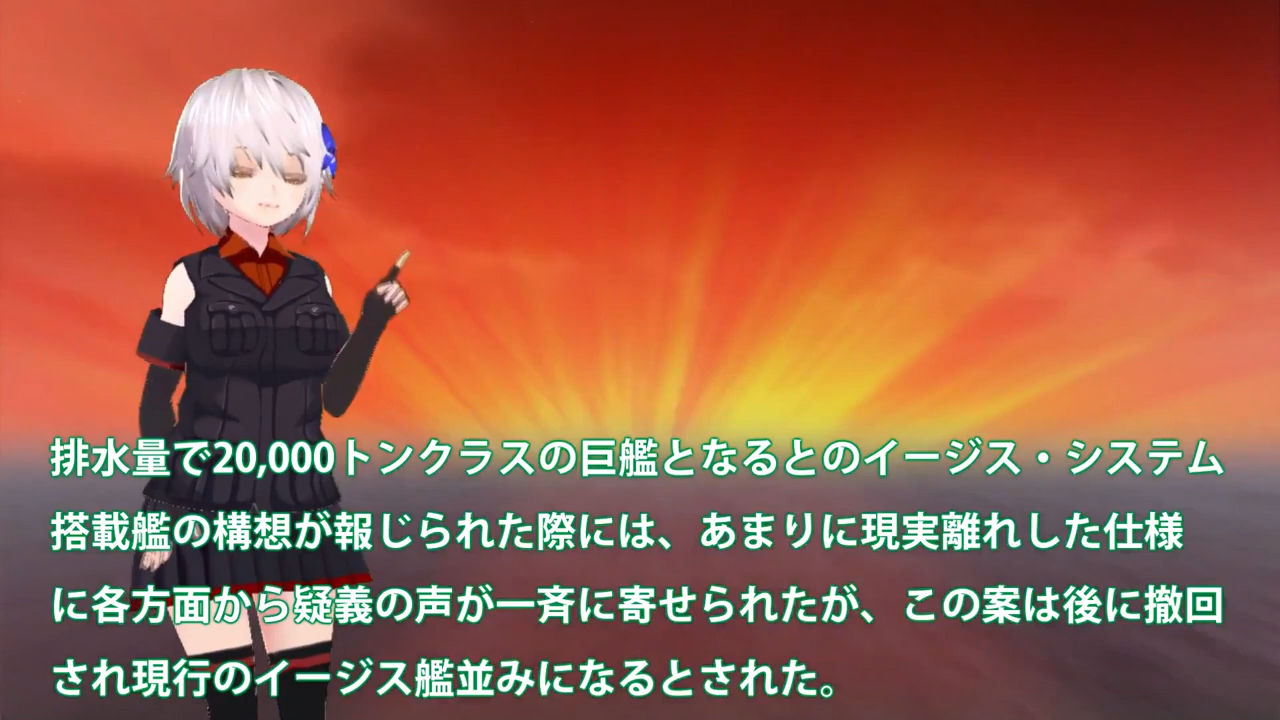 排水量で20,000トンクラスの巨艦となるとのイージス・システム
搭載艦の構想が報じられた際には、あまりに現実離れした仕様
に各方面から疑義の声が一斉に寄せられたが、この案は後に撤回
され現行のイージス艦並みになるとされた。